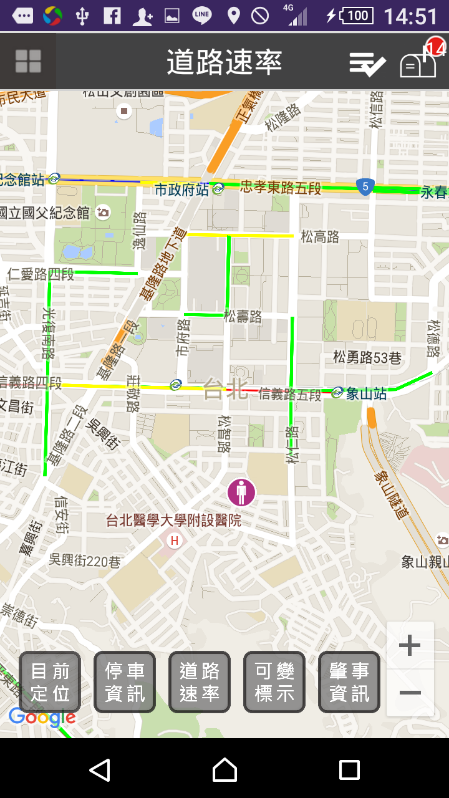 LINE
4G
100
14:51
道路速率
14
市民大道
松山文創園區
正氣橋
松隆路
松信路
紀念館站
市政府站
忠孝東路五段
5
永春
國立國父紀念館
逸仙路
基隆路地下道
松高路
仁愛路四段
光復南路
市府路
松壽路
基隆路一段
松勇路53巷
松德路
信義路四段
台北
信義路五段
象山站
文昌街
莊敬路
吳興街
基隆路二段
松智路
松仁路
信安街
台北醫學大學附設醫院
H
象山隧道
嘉興街
吳興街220巷
象山親山
崇德街
目前
定位
停車
資訊
道路
速率
可變
標示
肇事
資訊
+
−
Google